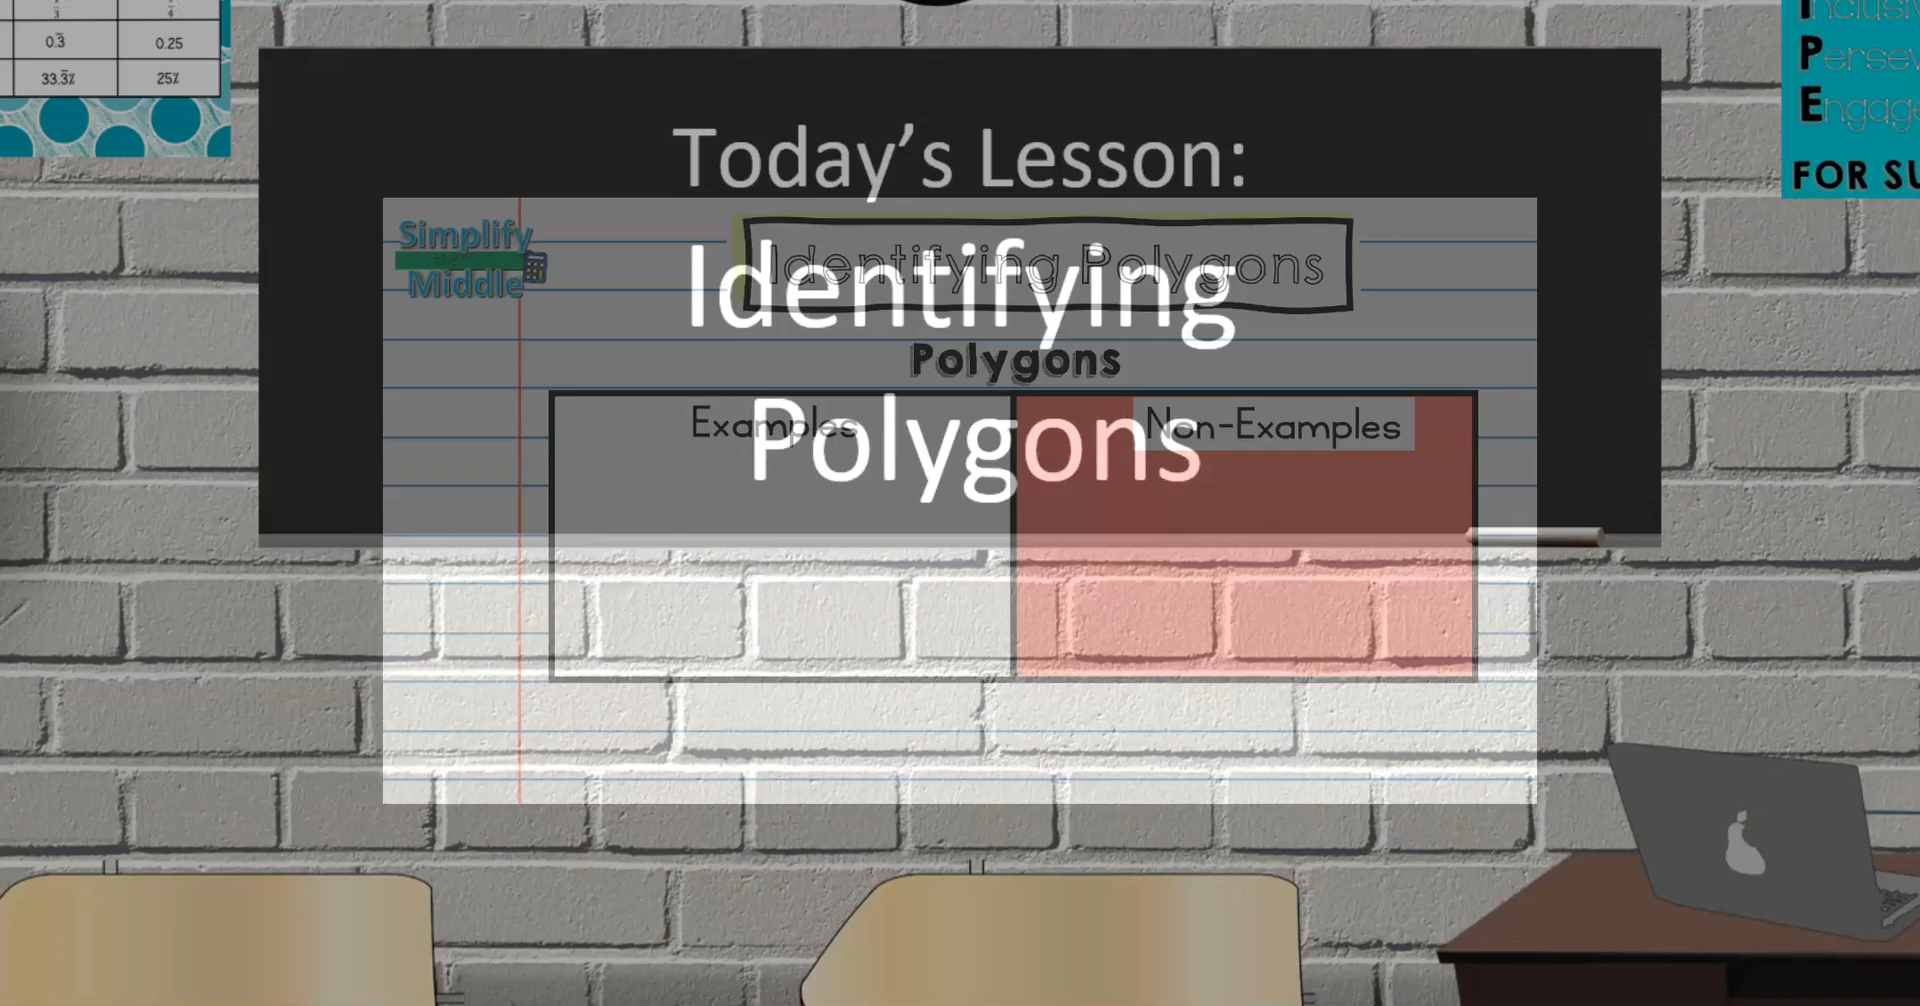 0.3̅
0.25
33.3̅%
25%
Today's Lesson:
Identifying
Polygons
Simplify
Middle
Identifying Polygons
Polygons
Examples
Non-Examples
P
E
FOR